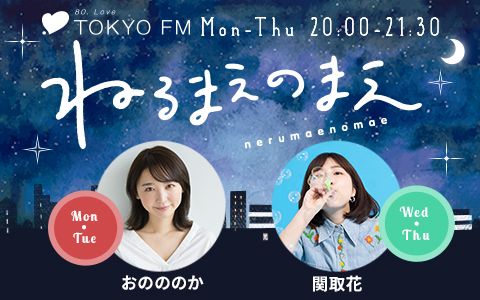 80. Love
TOKYO FM Mon-Thu 20:00-21:30
ねるまえのまえ
nerumaenomae
Mon
•
Tue
Wed
•
Thu
おのののか
関取花